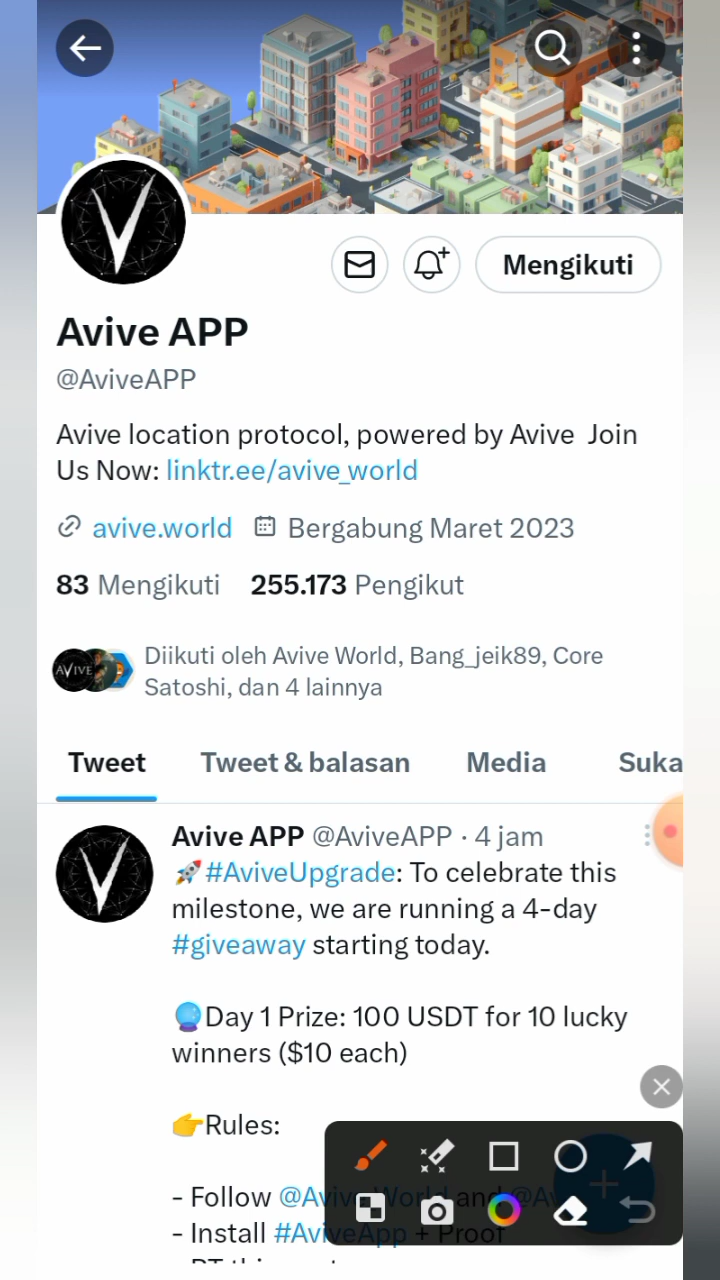 Mengikuti
Avive APP
@AviveAPP
Avive location protocol, powered by Avive Join
Us Now: linktr.ee/avive_world
avive.world Bergabung Maret 2023
83 Mengikuti 255.173 Pengikut
AVIVE
Diikuti oleh Avive World, Bang_jeik89, Core
Satoshi, dan 4 lainnya
Tweet Tweet & balasan Media Suka
Avive APP @AviveAPP · 4 jam
🚀#AviveUpgrade: To celebrate this
milestone, we are running a 4-day
#giveaway starting today.
🔮Day 1 Prize: 100 USDT for 10 lucky
winners ($10 each)
👉Rules:
- Follow @AviveWorld and @Av
- Install #AviveApp + Proof